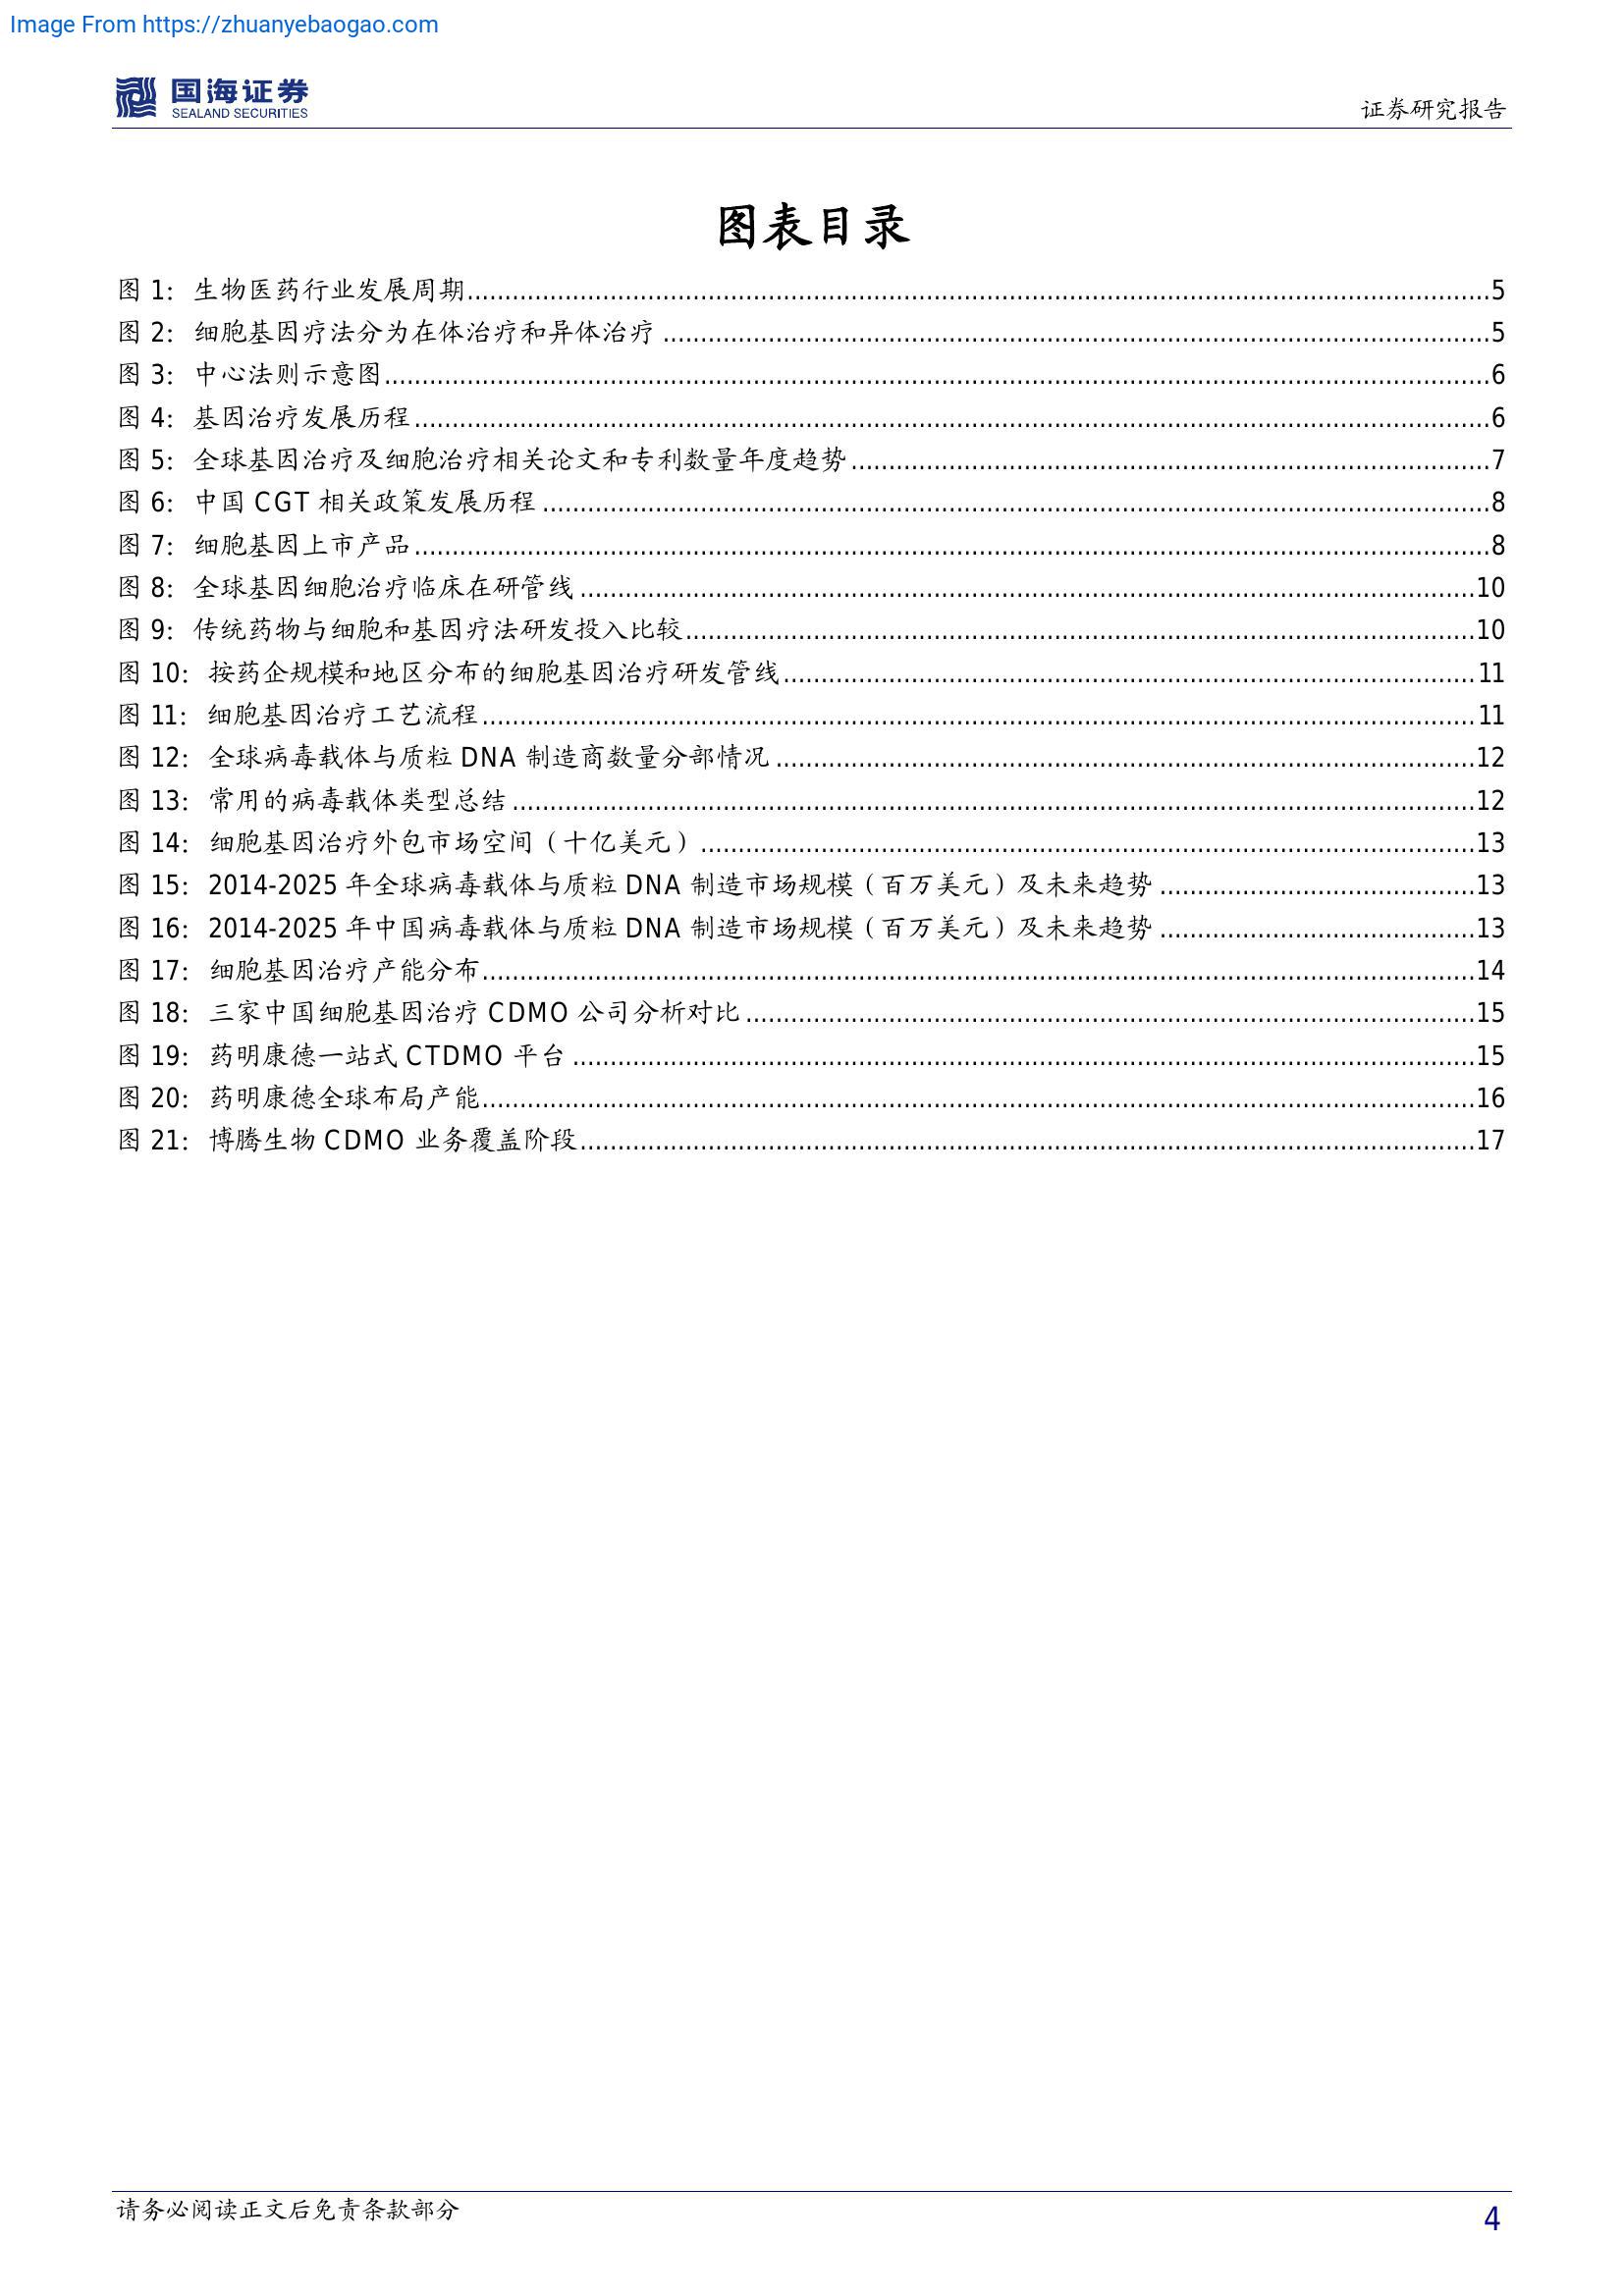 Image From https://zhuanyebaogao.com
国海证券
SEALAND SECURITIES
证券研究报告
图表目录
图 1：生物医药行业发展周期....................5
图 2：细胞基因疗法分为在体治疗和异体治疗....................5
图 3：中心法则示意图....................6
图 4：基因治疗发展历程....................6
图 5：全球基因治疗及细胞治疗相关论文和专利数量年度趋势....................7
图 6：中国 CGT 相关政策发展历程....................8
图 7：细胞基因上市产品....................8
图 8：全球基因细胞治疗临床在研管线....................10
图 9：传统药物与细胞和基因疗法研发投入比较....................10
图 10：按药企规模和地区分布的细胞基因治疗研发管线....................11
图 11：细胞基因治疗工艺流程....................11
图 12：全球病毒载体与质粒 DNA 制造商数量分部情况....................12
图 13：常用的病毒载体类型总结....................12
图 14：细胞基因治疗外包市场空间（十亿美元）....................13
图 15：2014-2025 年全球病毒载体与质粒 DNA 制造市场规模（百万美元）及未来趋势....................13
图 16：2014-2025 年中国病毒载体与质粒 DNA 制造市场规模（百万美元）及未来趋势....................13
图 17：细胞基因治疗产能分布....................14
图 18：三家中国细胞基因治疗 CDMO 公司分析对比....................15
图 19：药明康德一站式 CTDMO 平台....................15
图 20：药明康德全球布局产能....................16
图 21：博腾生物 CDMO 业务覆盖阶段....................17
请务必阅读正文后免责条款部分
4